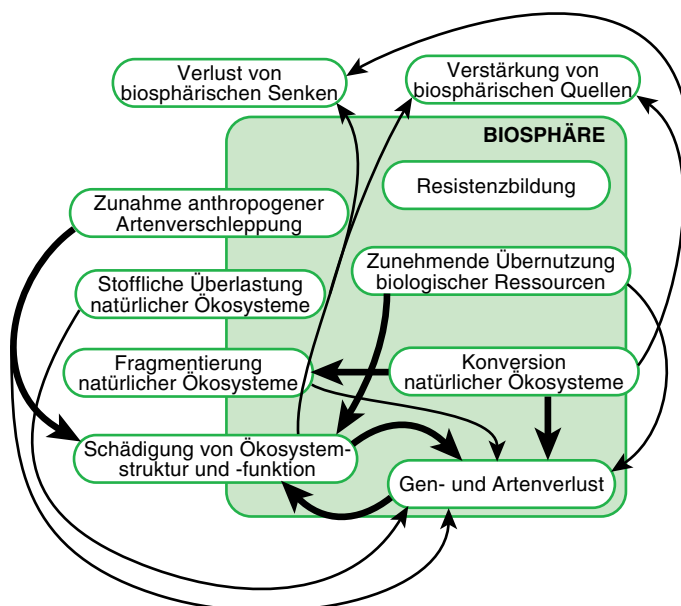 Verlust von
biosphärischen Senken
Verstärkung von
biosphärischen Quellen
BIOSPHÄRE
Resistenzbildung
Zunahme anthropogener
Artenverschleppung
Zunehmende Übernutzung
biologischer Ressourcen
Stoffliche Überlastung
natürlicher Ökosysteme
Fragmentierung
natürlicher Ökosysteme
Konversion
natürlicher Ökosysteme
Schädigung von Ökosystem-
struktur und -funktion
Gen- und Artenverlust